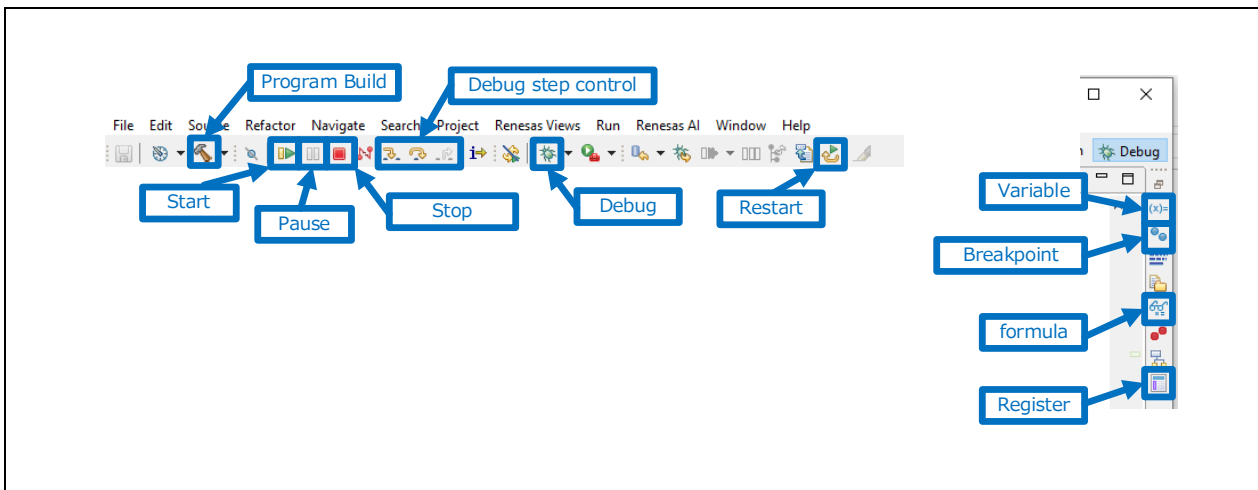 Program Build
Debug step control
File Edit Source Refactor Navigate Search Project Renesas Views Run Renesas AI Window Help
Start
Pause
Stop
Debug
Restart
Debug
Variable
(x)=
Breakpoint
formula
Register